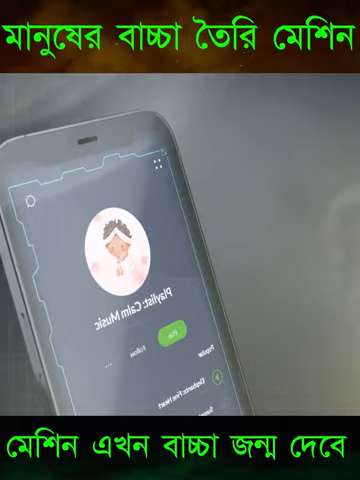 মানুষের বাচ্চা তৈরি মেশিন
Playlist: Calm Music
Follow
Popular
মেশিন এখন বাচ্চা জন্ম দেবে